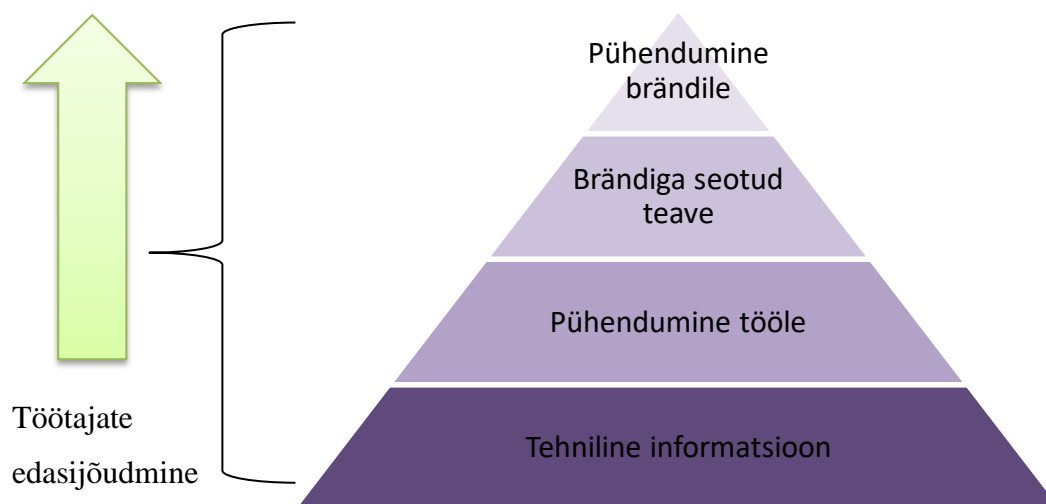 Pühendumine
brändile
Brändiga seotud
teave
Pühendumine tööle
Tehniline informatsioon
Töötajate
edasijõudmine